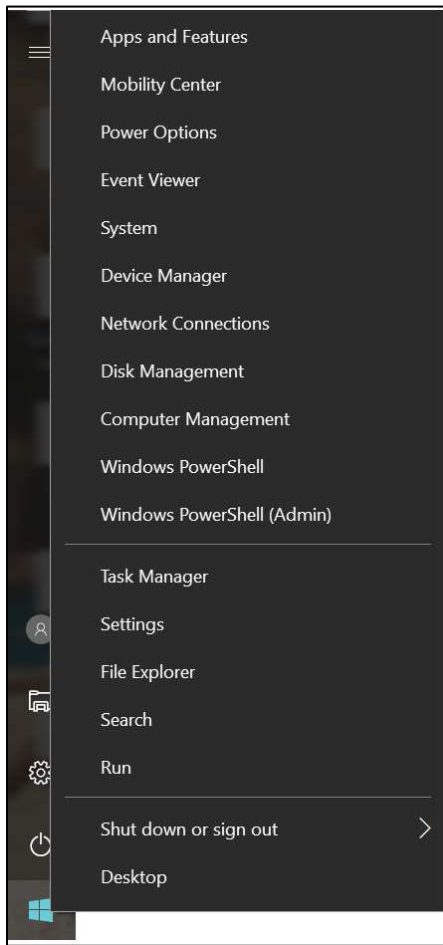 Apps and Features
Mobility Center
Power Options
Event Viewer
System
Device Manager
Network Connections
Disk Management
Computer Management
Windows PowerShell
Windows PowerShell (Admin)
Task Manager
Settings
File Explorer
Search
Run
Shut down or sign out
Desktop